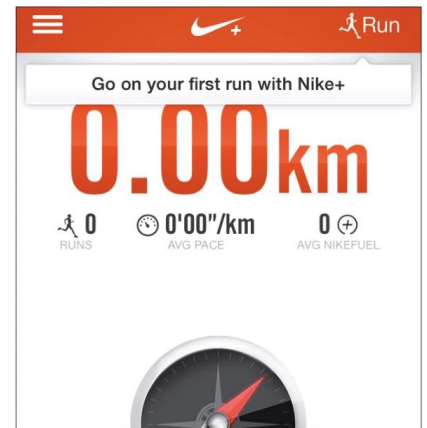 Run
Go on your first run with Nike+
0.00km
0 0'00"/km 0
RUNS AVG PACE AVG NIKEFUEL